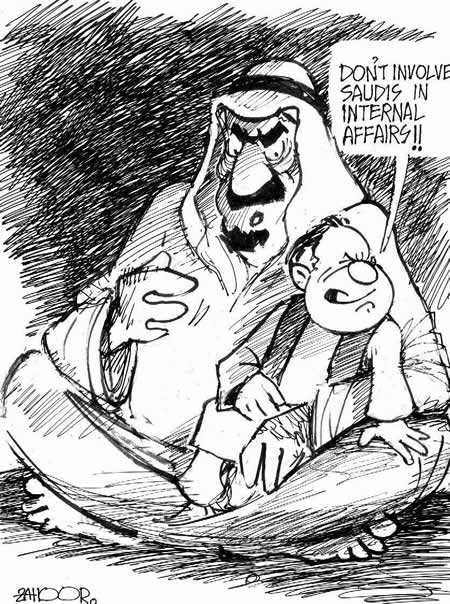 DON'T INVOLVE
SAUDIS IN
INTERNAL
AFFAIRS!!
ZAHOOR